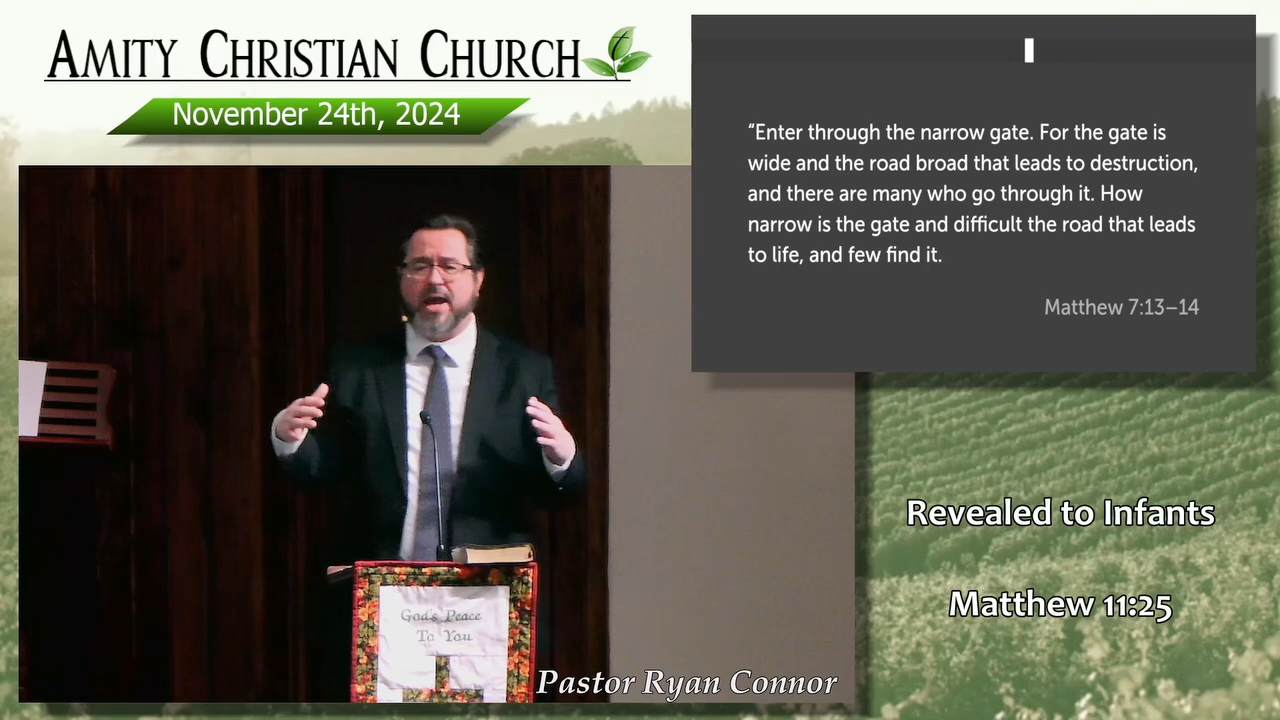 AMITY CHRISTIAN CHURCH
November 24th, 2024
“Enter through the narrow gate. For the gate is
wide and the road broad that leads to destruction,
and there are many who go through it. How
narrow is the gate and difficult the road that leads
to life, and few find it.
Matthew 7:13–14
God's Peace
To You
Revealed to Infants
Matthew 11:25
Pastor Ryan Connor